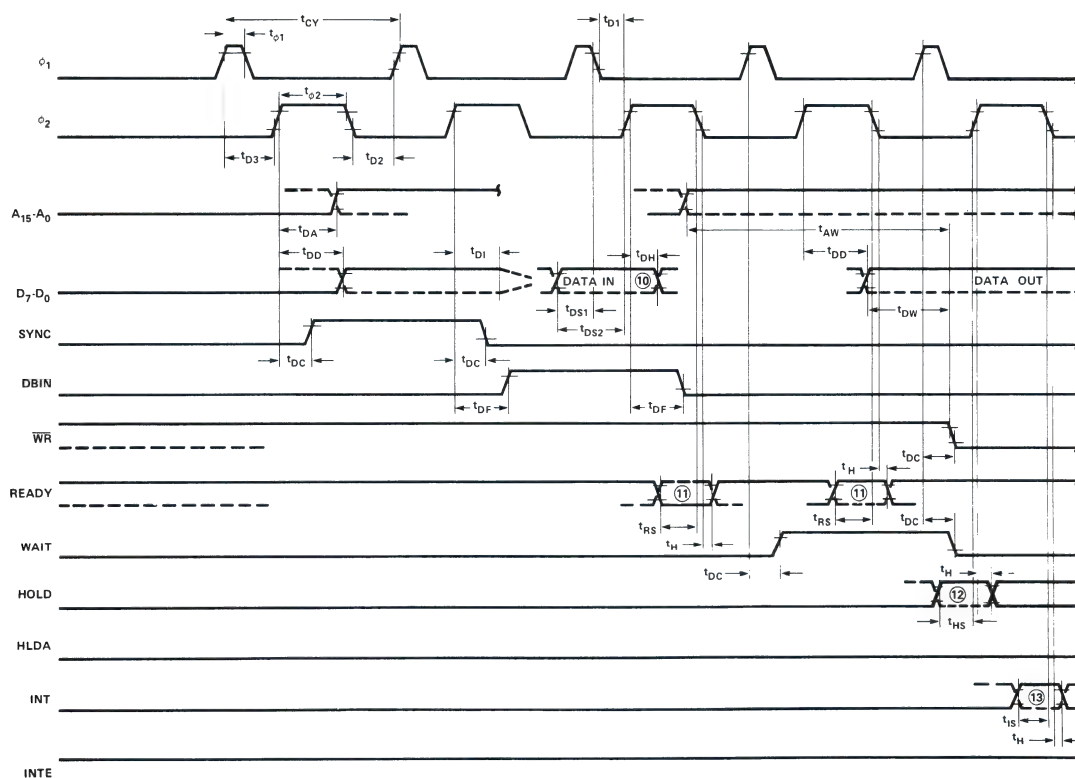 tCY
tφ1
tD1
φ1
tφ2
φ2
tD3
tD2
A15-A0
tDA
tAW
tDD
tDI
tDH
tDD
D7-D0
DATA IN
⑩
DATA OUT
tDS1
tDS2
tDW
SYNC
tDC
tDC
DBIN
tDF
tDF
WR
tH
tDC
READY
⑪
⑪
tRS
tRS
tDC
WAIT
tH
tDC
tH
HOLD
⑫
tHS
HLDA
INT
⑬
tIS
tH
INTE